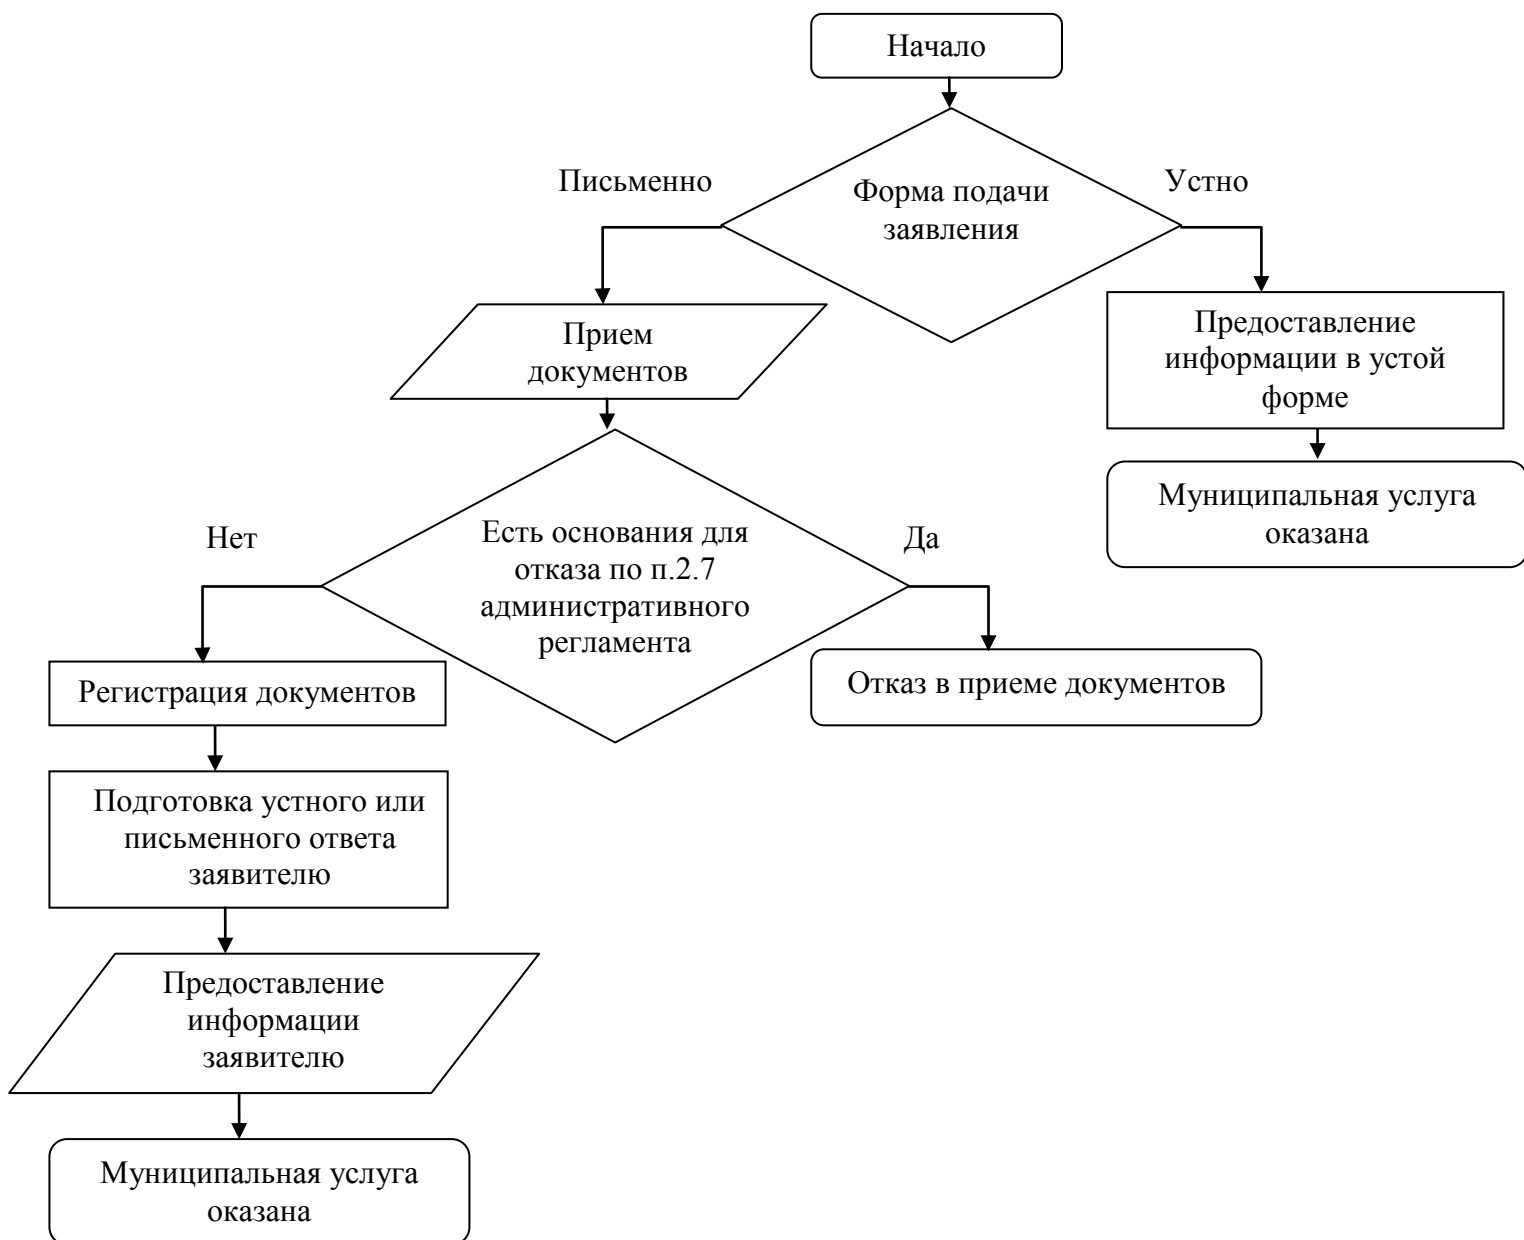 Начало
Письменно
Устно
Форма подачи
заявления
Прием
документов
Предоставление
информации в устой
форме
Муниципальная услуга
оказана
Нет
Да
Есть основания для
отказа по п.2.7
административного
регламента
Регистрация документов
Отказ в приеме документов
Подготовка устного или
письменного ответа
заявителю
Предоставление
информации
заявителю
Муниципальная услуга
оказана